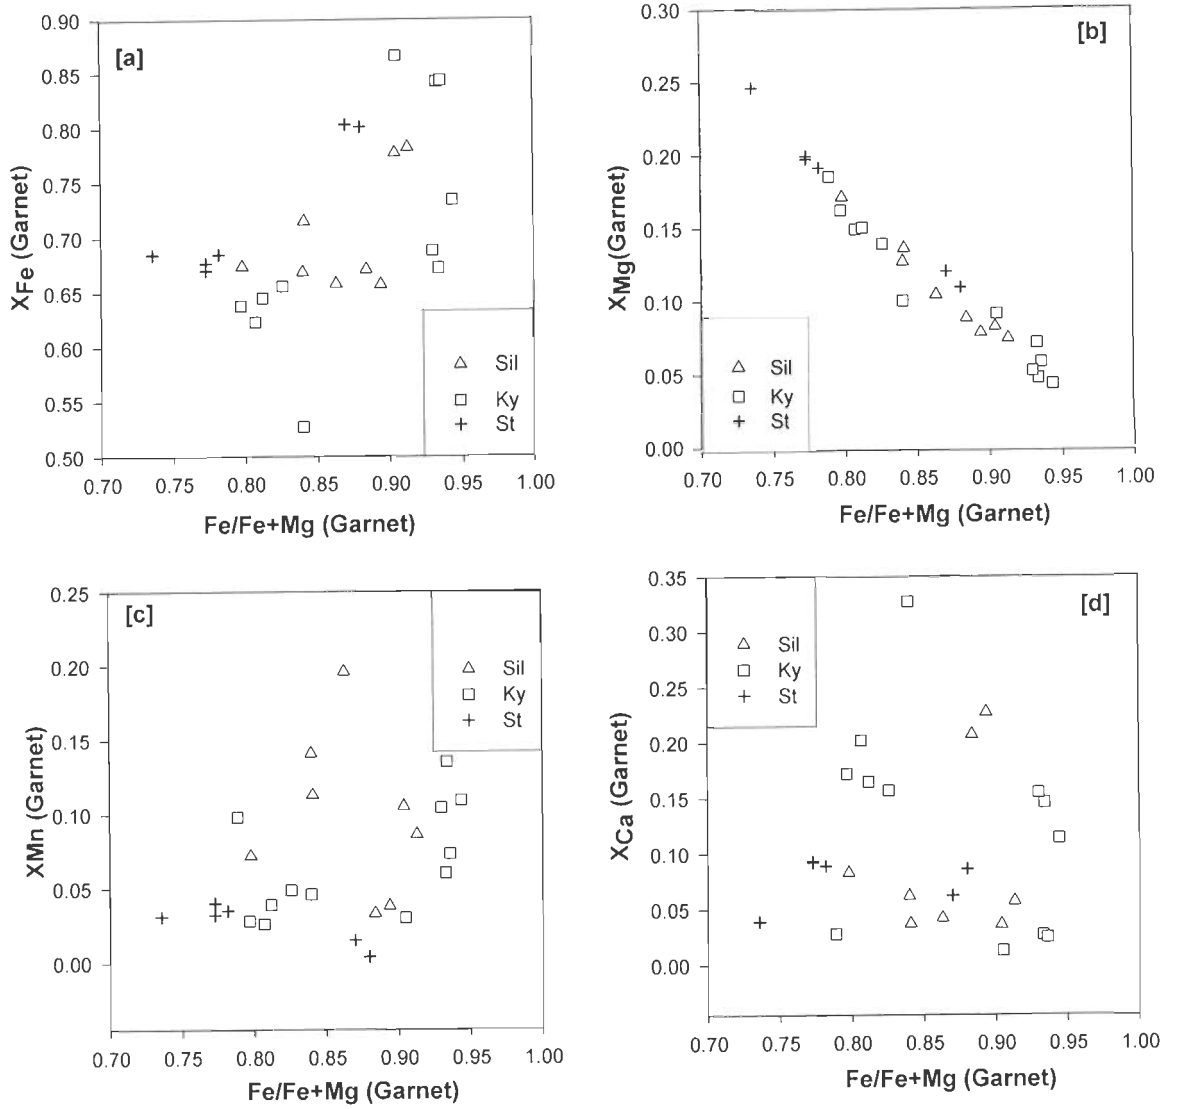 [a]
0.90
0.85
0.80
0.75
0.70
0.65
0.60
0.55
0.50
XFe (Garnet)
Sil
Ky
St
0.70 0.75 0.80 0.85 0.90 0.95 1.00
Fe/Fe+Mg (Garnet)
[b]
0.30
0.25
0.20
0.15
0.10
0.05
0.00
XMg(Garnet)
Sil
Ky
St
0.70 0.75 0.80 0.85 0.90 0.95 1.00
Fe/Fe+Mg (Garnet)
[c]
0.25
0.20
0.15
0.10
0.05
0.00
XMn (Garnet)
Sil
Ky
St
0.70 0.75 0.80 0.85 0.90 0.95 1.00
Fe/Fe+Mg (Garnet)
[d]
0.35
0.30
0.25
0.20
0.15
0.10
0.05
0.00
XCa (Garnet)
Sil
Ky
St
0.70 0.75 0.80 0.85 0.90 0.95 1.00
Fe/Fe+Mg (Garnet)